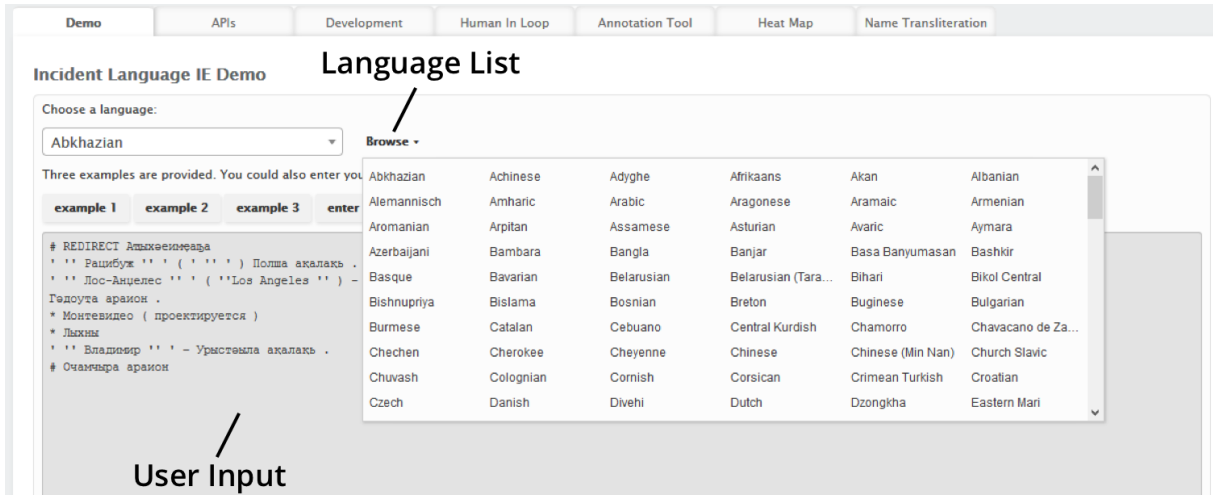 Demo APIs Development Human In Loop Annotation Tool Heat Map Name Transliteration
Language List
Incident Language IE Demo
Choose a language:
Abkhazian Browse
Three examples are provided. You could also enter you
example 1 example 2 example 3 enter
Abkhazian Achinese Adyghe Afrikaans Akan Albanian
Alemannisch Amharic Arabic Aragonese Aramaic Armenian
Aromanian Arpitan Assamese Asturian Avaric Aymara
Azerbaijani Bambara Bangla Banjar Basa Banyumasan Bashkir
Basque Bavarian Belarusian Belarusian (Tara... Bihari Bikol Central
Bishnupriya Bislama Bosnian Breton Buginese Bulgarian
Burmese Catalan Cebuano Central Kurdish Chamorro Chavacano de Za...
Chechen Cherokee Cheyenne Chinese Chinese (Min Nan) Church Slavic
Chuvash Colognian Cornish Corsican Crimean Turkish Croatian
Czech Danish Divehi Dutch Dzongkha Eastern Mari
# REDIRECT
' '' Рацибуж '' ' ( ' '' ' ) Полша ақалақь .
' '' Лос-Анџелес '' ' ( ''Los Angeles '' ) –
Гәдоута араион .
* Монтевидео ( проектируется )
* Лыхны
' '' Владимир '' ' – Урыстәыла ақалақь .
# Очамчыра араион
User Input